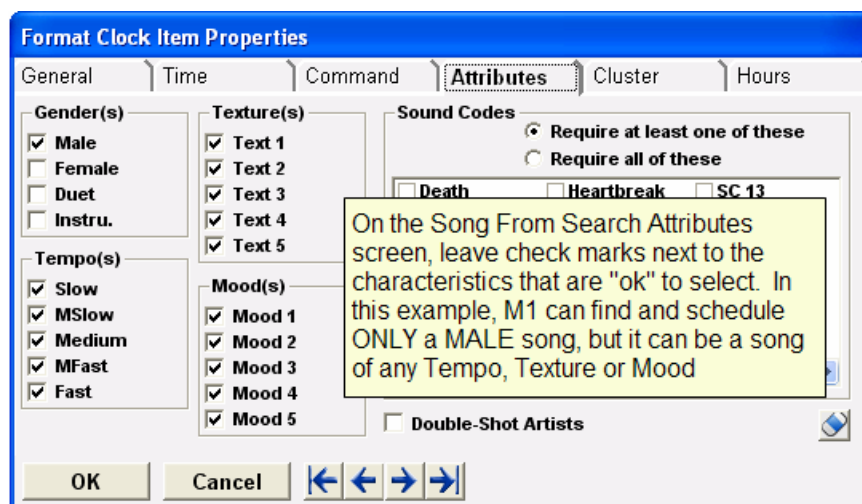 Format Clock Item Properties
General Time Command Attributes Cluster Hours
Gender(s)
Male
Female
Duet
Instru.
Tempo(s)
Slow
MSlow
Medium
MFast
Fast
Texture(s)
Text 1
Text 2
Text 3
Text 4
Text 5
Mood(s)
Mood 1
Mood 2
Mood 3
Mood 4
Mood 5
Sound Codes
Require at least one of these
Require all of these
Death Heartbreak SC 13
On the Song From Search Attributes
screen, leave check marks next to the
characteristics that are "ok" to select. In
this example, M1 can find and schedule
ONLY a MALE song, but it can be a song
of any Tempo, Texture or Mood
Double-Shot Artists
OK Cancel